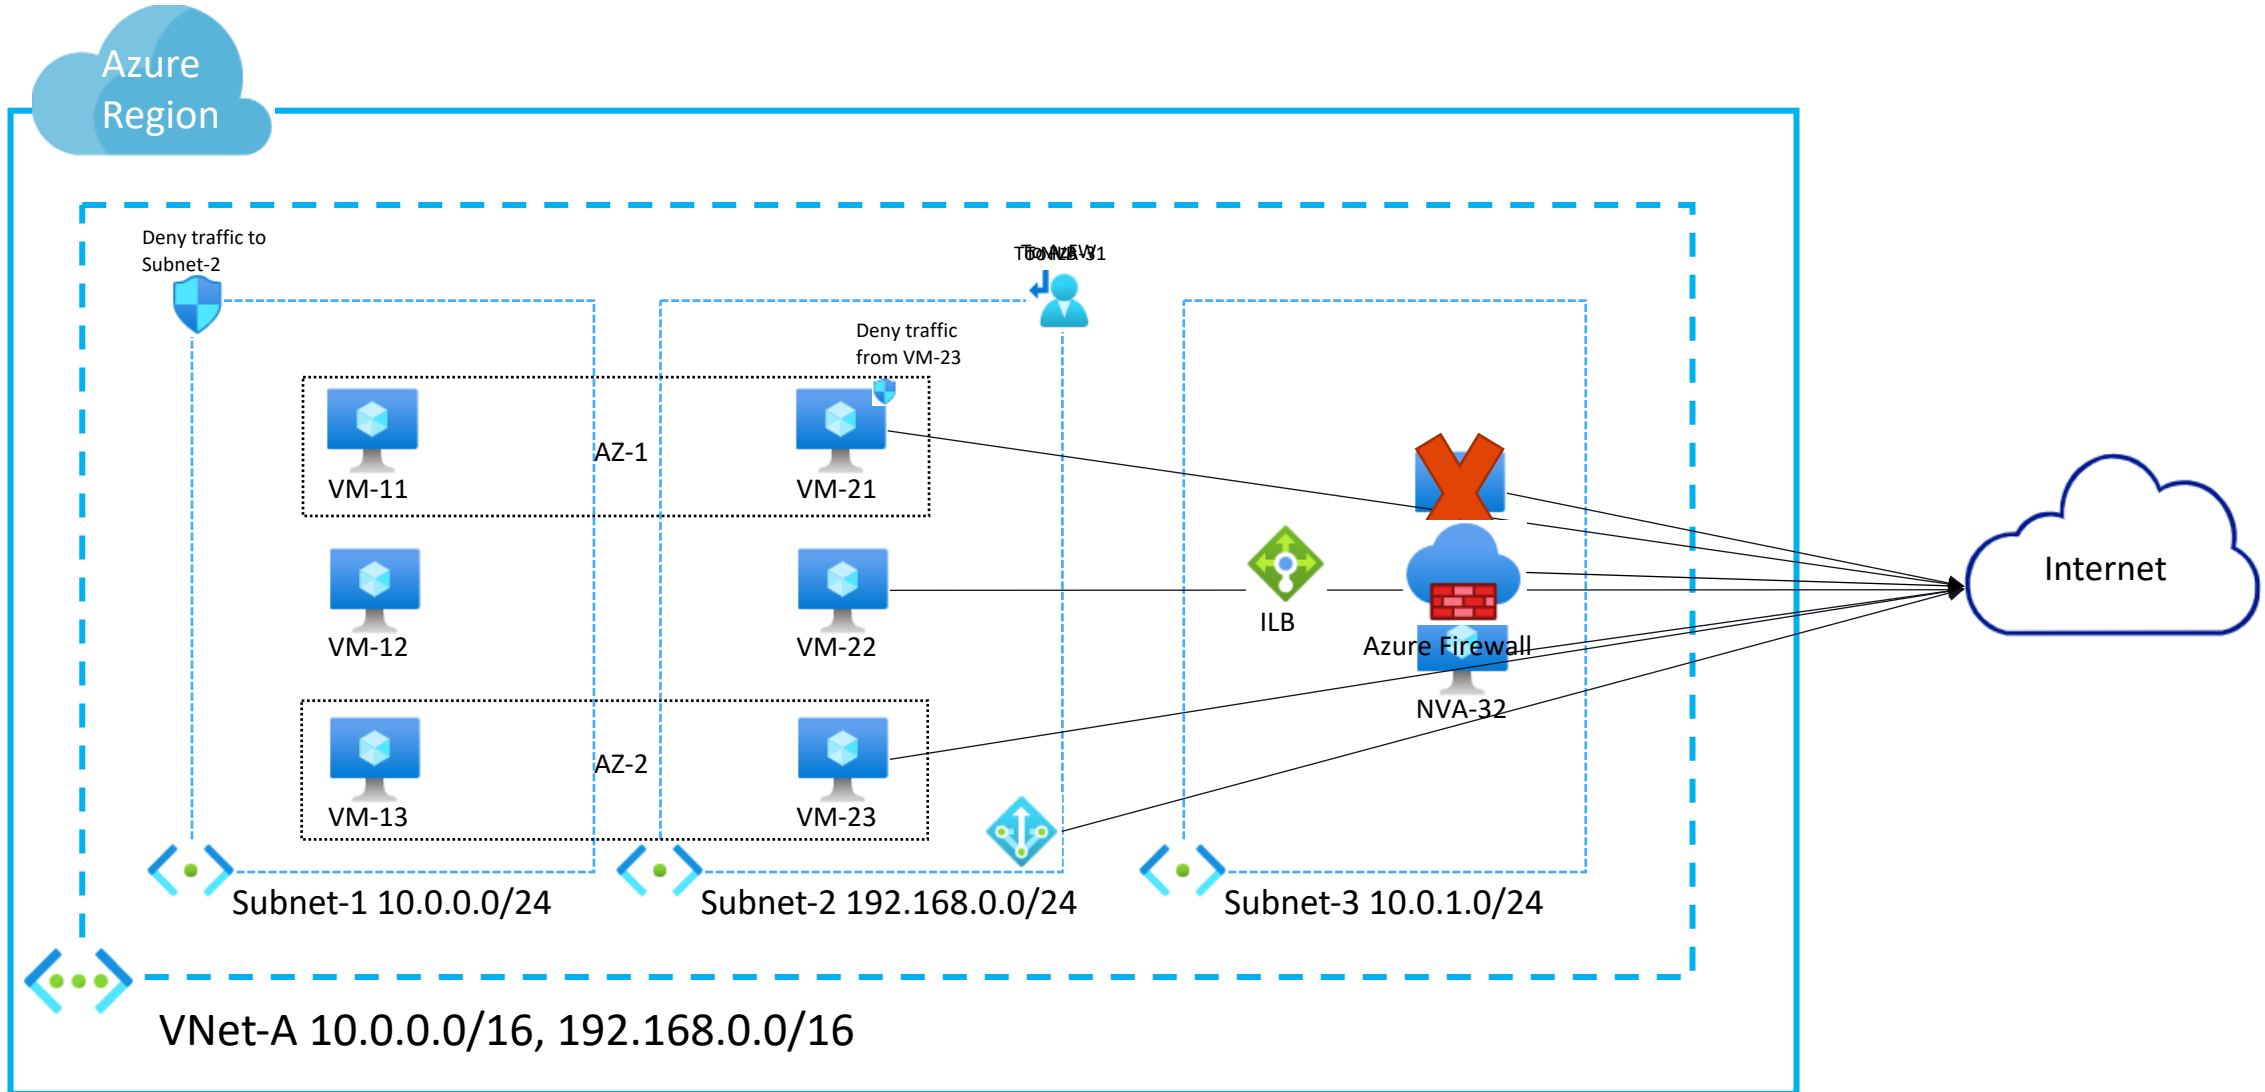 Azure
Region
Deny traffic to
Subnet-2
Deny traffic
from VM-23
VM-11
AZ-1
VM-21
VM-12
VM-22
ILB
Azure Firewall
NVA-32
Internet
VM-13
AZ-2
VM-23
Subnet-1 10.0.0.0/24
Subnet-2 192.168.0.0/24
Subnet-3 10.0.1.0/24
VNet-A 10.0.0.0/16, 192.168.0.0/16